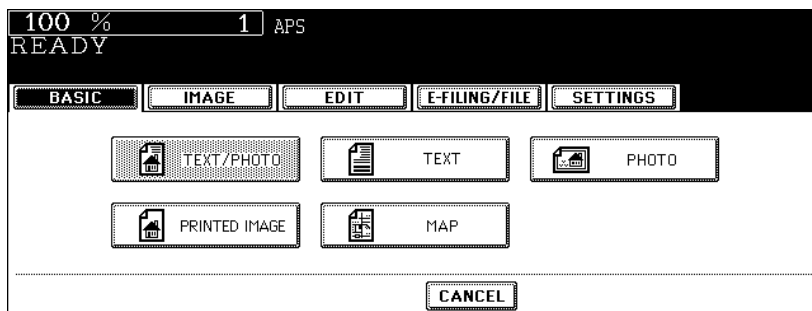 100 % 1 APS
READY
BASIC IMAGE EDIT E-FILING/FILE SETTINGS
TEXT/PHOTO TEXT PHOTO
PRINTED IMAGE MAP
CANCEL